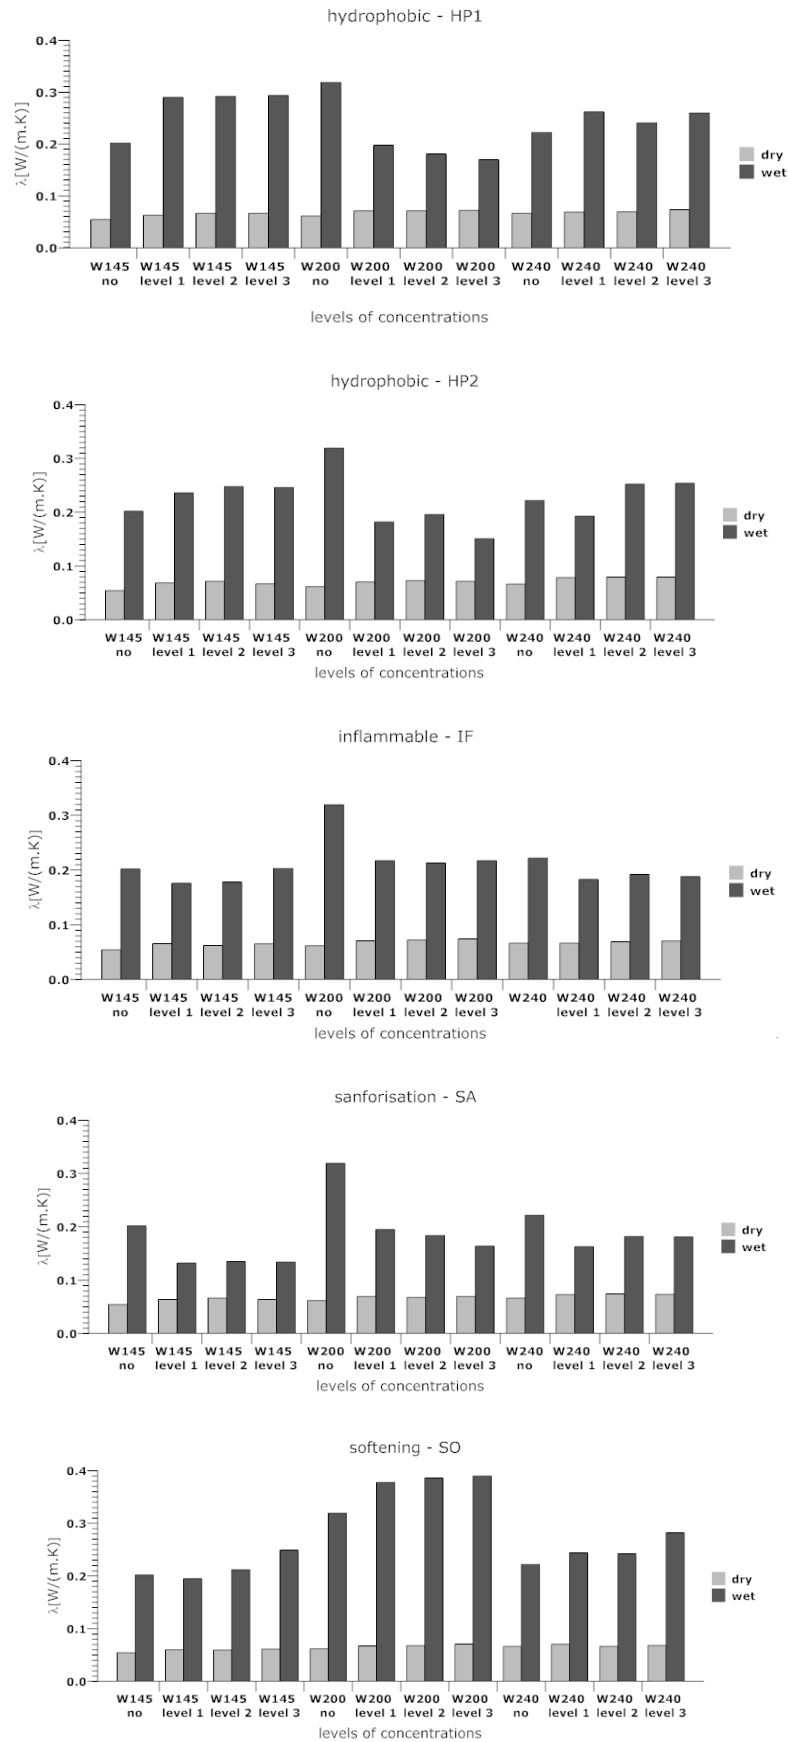 hydrophobic - HP1
0.4
0.3
0.2
0.1
0.0
λ[W/(m.K)]
dry
wet
W145 W145 W145 W145 W200 W200 W200 W200 W240 W240 W240 W240
no level 1 level 2 level 3 no level 1 level 2 level 3 no level 1 level 2 level 3
levels of concentrations
hydrophobic - HP2
0.4
0.3
0.2
0.1
0.0
λ[W/(m.K)]
dry
wet
W145 W145 W145 W145 W200 W200 W200 W200 W240 W240 W240 W240
no level 1 level 2 level 3 no level 1 level 2 level 3 no level 1 level 2 level 3
levels of concentrations
inflammable - IF
0.4
0.3
0.2
0.1
0.0
λ[W/(m.K)]
dry
wet
W145 W145 W145 W145 W200 W200 W200 W200 W240 W240 W240 W240
no level 1 level 2 level 3 no level 1 level 2 level 3 level 1 level 2 level 3
levels of concentrations
sanforisation - SA
0.4
0.3
0.2
0.1
0.0
λ[W/(m.K)]
dry
wet
W145 W145 W145 W145 W200 W200 W200 W200 W240 W240 W240 W240
no level 1 level 2 level 3 no level 1 level 2 level 3 no level 1 level 2 level 3
levels of concentrations
softening - SO
0.4
0.3
0.2
0.1
0.0
λ[W/(m.K)]
dry
wet
W145 W145 W145 W145 W200 W200 W200 W200 W240 W240 W240 W240
no level 1 level 2 level 3 no level 1 level 2 level 3 no level 1 level 2 level 3
levels of concentrations